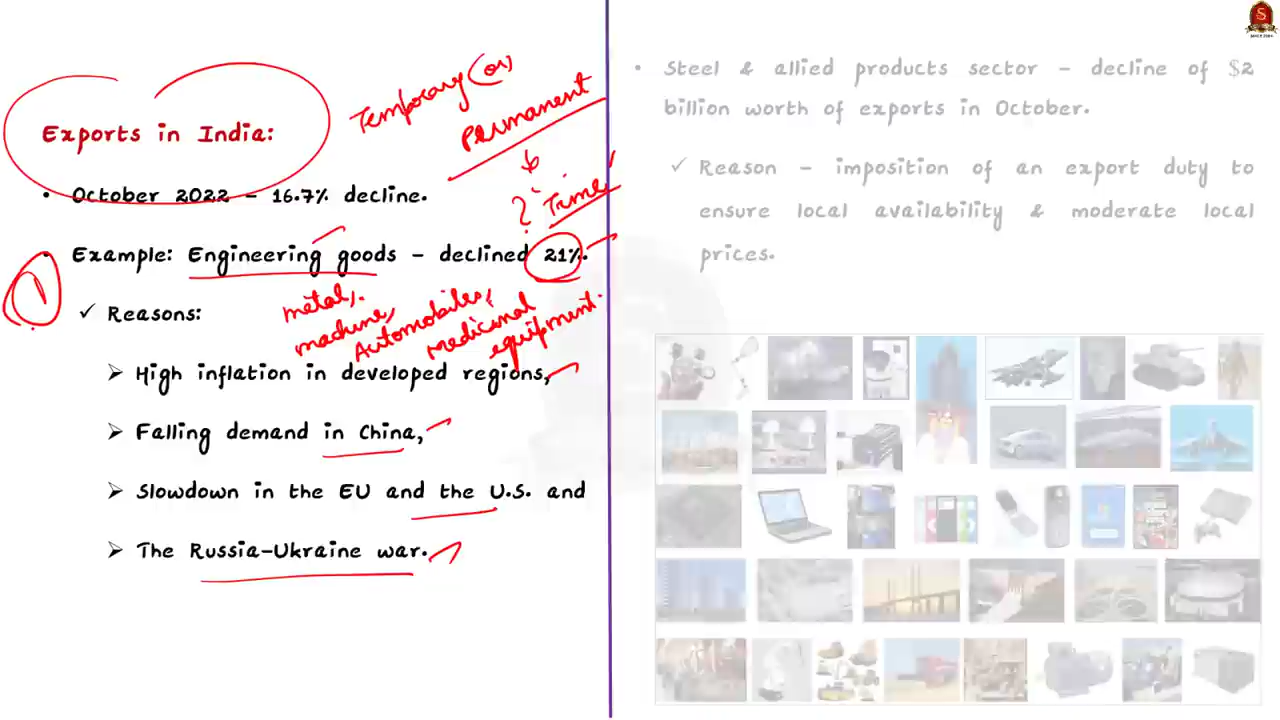 Exports in India:
• October 2022 – 16.7% decline.
• Example: Engineering goods – declined 21%.
✓ Reasons:
➤ High inflation in developed regions,
➤ Falling demand in China,
➤ Slowdown in the EU and the U.S. and
➤ The Russia-Ukraine war.
Temporary (or)
Permanent
? Time
1
metal,
machine,
Automobiles,
Medicinal
equipment.
• Steel & allied products sector – decline of $2
billion worth of exports in October.
✓ Reason – imposition of an export duty to
ensure local availability & moderate local
prices.
S